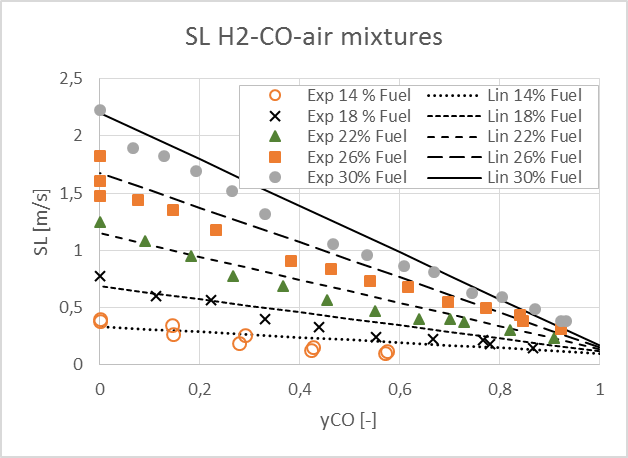 SL H2-CO-air mixtures
2,5
2
1,5
1
0,5
0
SL [m/s]
Exp 14 % Fuel
Lin 14% Fuel
Exp 18 % Fuel
Lin 18% Fuel
Exp 22% Fuel
Lin 22% Fuel
Exp 26% Fuel
Lin 26% Fuel
Exp 30% Fuel
Lin 30% Fuel
0 0,2 0,4 0,6 0,8 1
yCO [-]